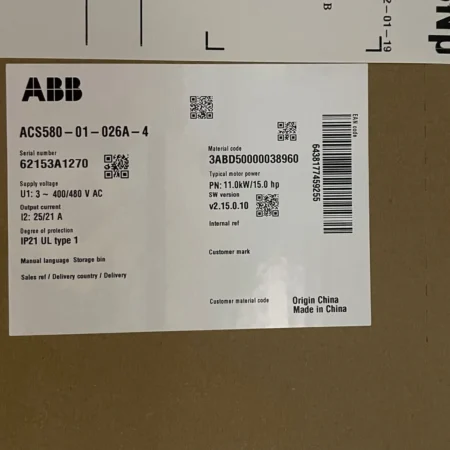 B
2-01-19
ABB
ACS580-01-026A-4
Serial number
62153A1270
Supply voltage
U1: 3 ~ 400/480 V AC
Output current
I2: 25/21 A
Degree of protection
IP21 UL type 1
Manual language Storage bin
Sales ref / Delivery country / Delivery
Material code
3ABD50000038960
Typical motor power
PN: 11.0kW/15.0 hp
SW version
v2.15.0.10
Internal ref
Customer mark
Customer material code
Origin China
Made in China
EAN code
6438177459255